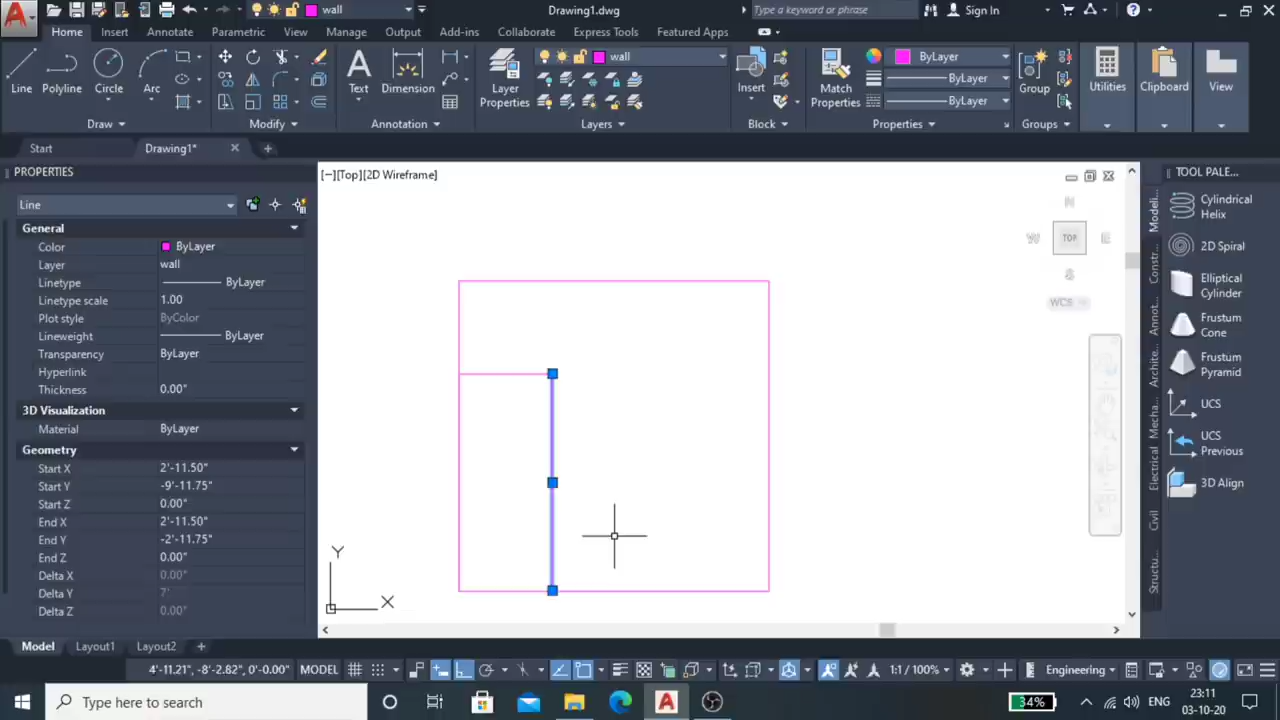 A wall Drawing1.dwg Type a keyword or phrase Sign In ?
Home Insert Annotate Parametric View Manage Output Add-ins Collaborate Express Tools Featured Apps
wall ByLayer
ByLayer
ByLayer
Line Polyline Circle Arc Text Dimension Layer Properties Insert Match Properties Group Utilities Clipboard View
Draw Modify Annotation Layers Block Properties Groups
Start Drawing1* +
PROPERTIES
[−][Top][2D Wireframe]
TOOL PALE...
Line
General
Color ByLayer
Layer wall
Linetype ByLayer
Linetype scale 1.00
Plot style ByColor
Lineweight ByLayer
Transparency ByLayer
Hyperlink
Thickness 0.00"
3D Visualization
Material ByLayer
Geometry
Start X 2'-11.50"
Start Y -9'-11.75"
Start Z 0.00"
End X 2'-11.50"
End Y -2'-11.75"
End Z 0.00"
Delta X 0.00"
Delta Y 7'
Delta Z 0.00"
N
W TOP E
S
WCS
Y
X
Modeli...
Constr...
Annot...
Archite...
Mecha...
Electrical
Civil
Structu...
Cylindrical Helix
2D Spiral
Elliptical Cylinder
Frustum Cone
Frustum Pyramid
UCS
UCS Previous
3D Align
Model Layout1 Layout2 +
4'-11.21", -8'-2.82", 0'-0.00" MODEL 1:1 / 100% Engineering
Type here to search
A
34%
ENG
23:11
03-10-20